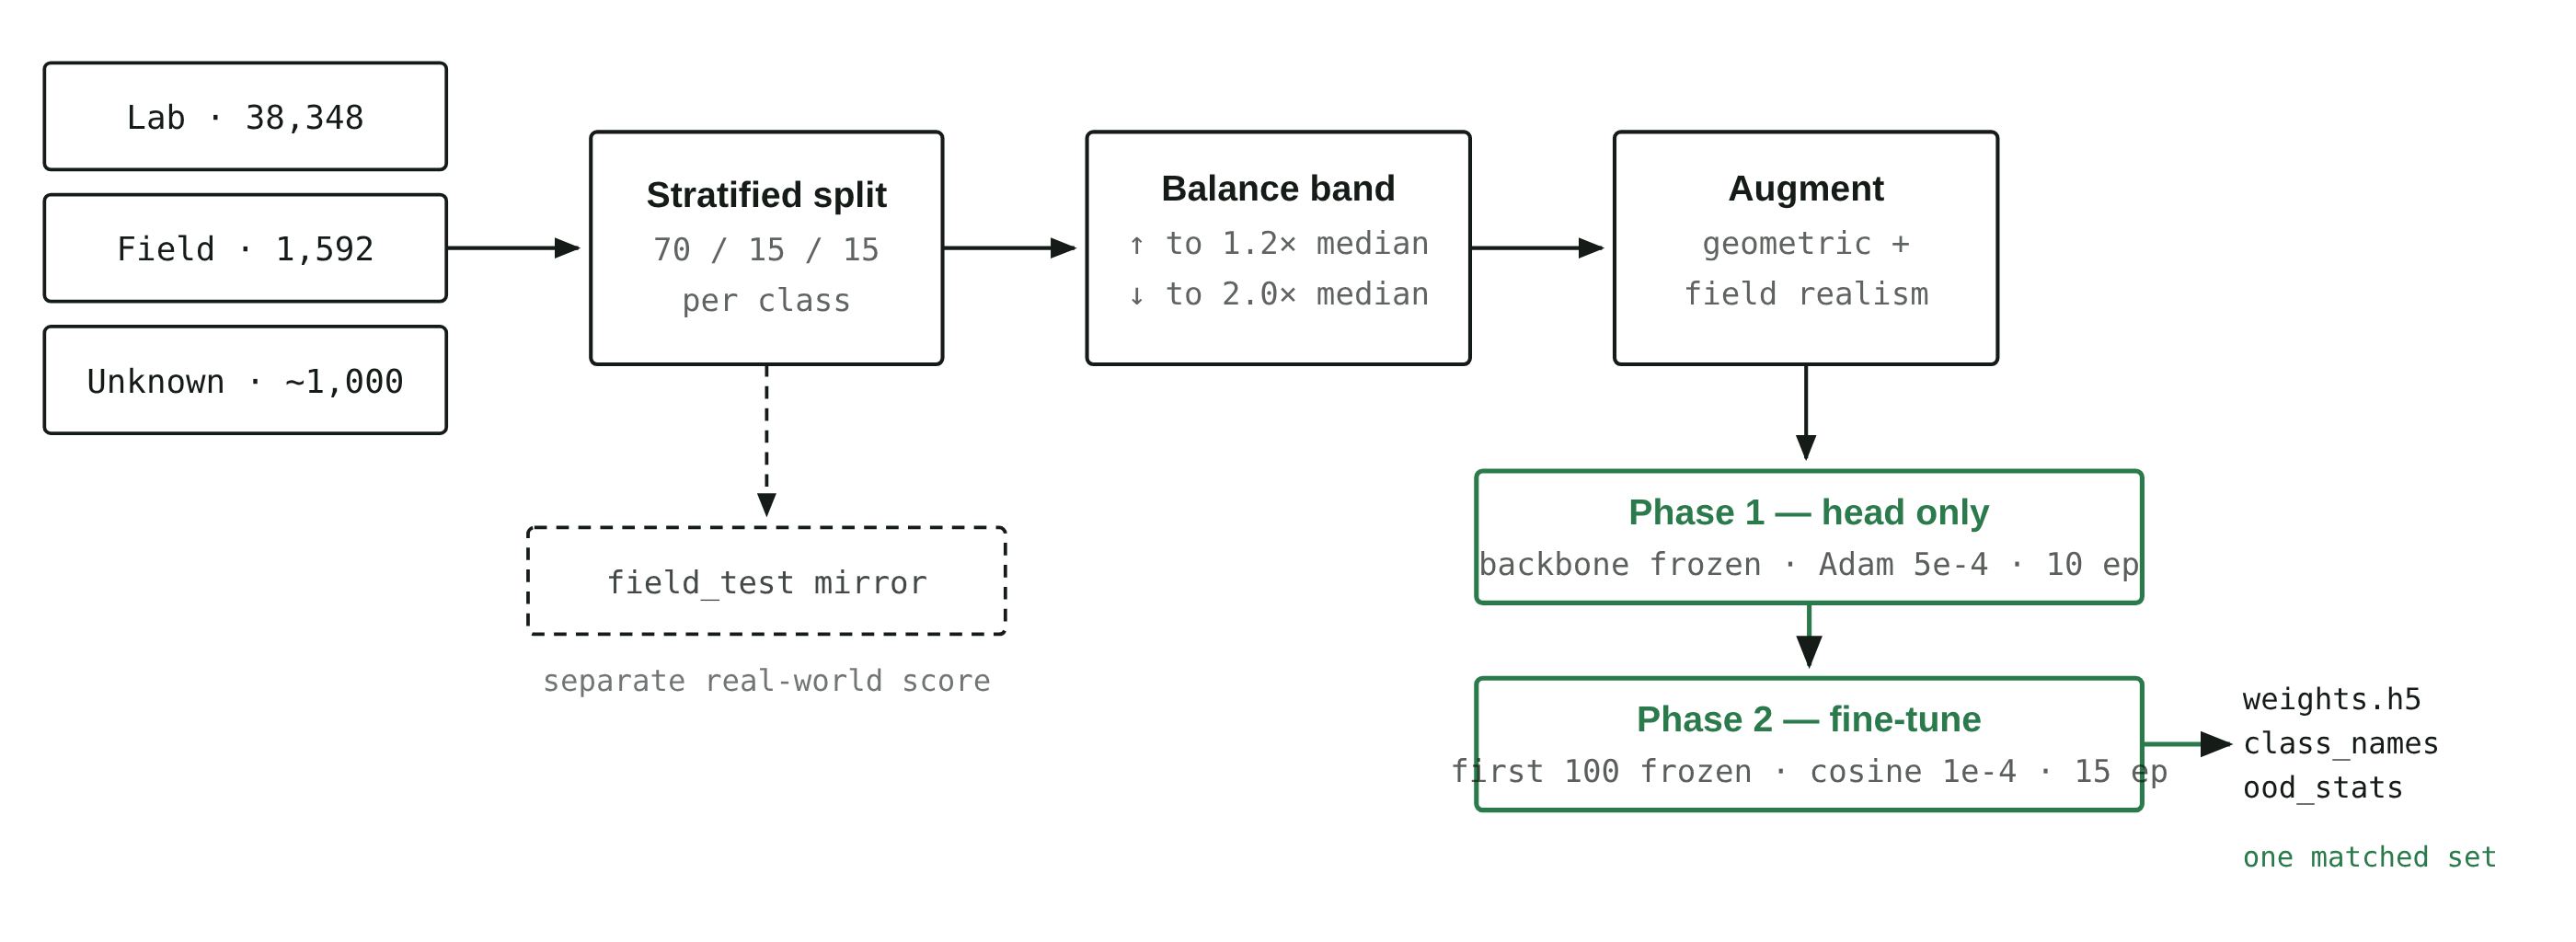 Lab · 38,348
Field · 1,592
Unknown · ~1,000
Stratified split
70 / 15 / 15
per class
Balance band
↑ to 1.2× median
↓ to 2.0× median
Augment
geometric +
field realism
field_test mirror
separate real-world score
Phase 1 — head only
backbone frozen · Adam 5e-4 · 10 ep
Phase 2 — fine-tune
first 100 frozen · cosine 1e-4 · 15 ep
weights.h5
class_names
ood_stats
one matched set